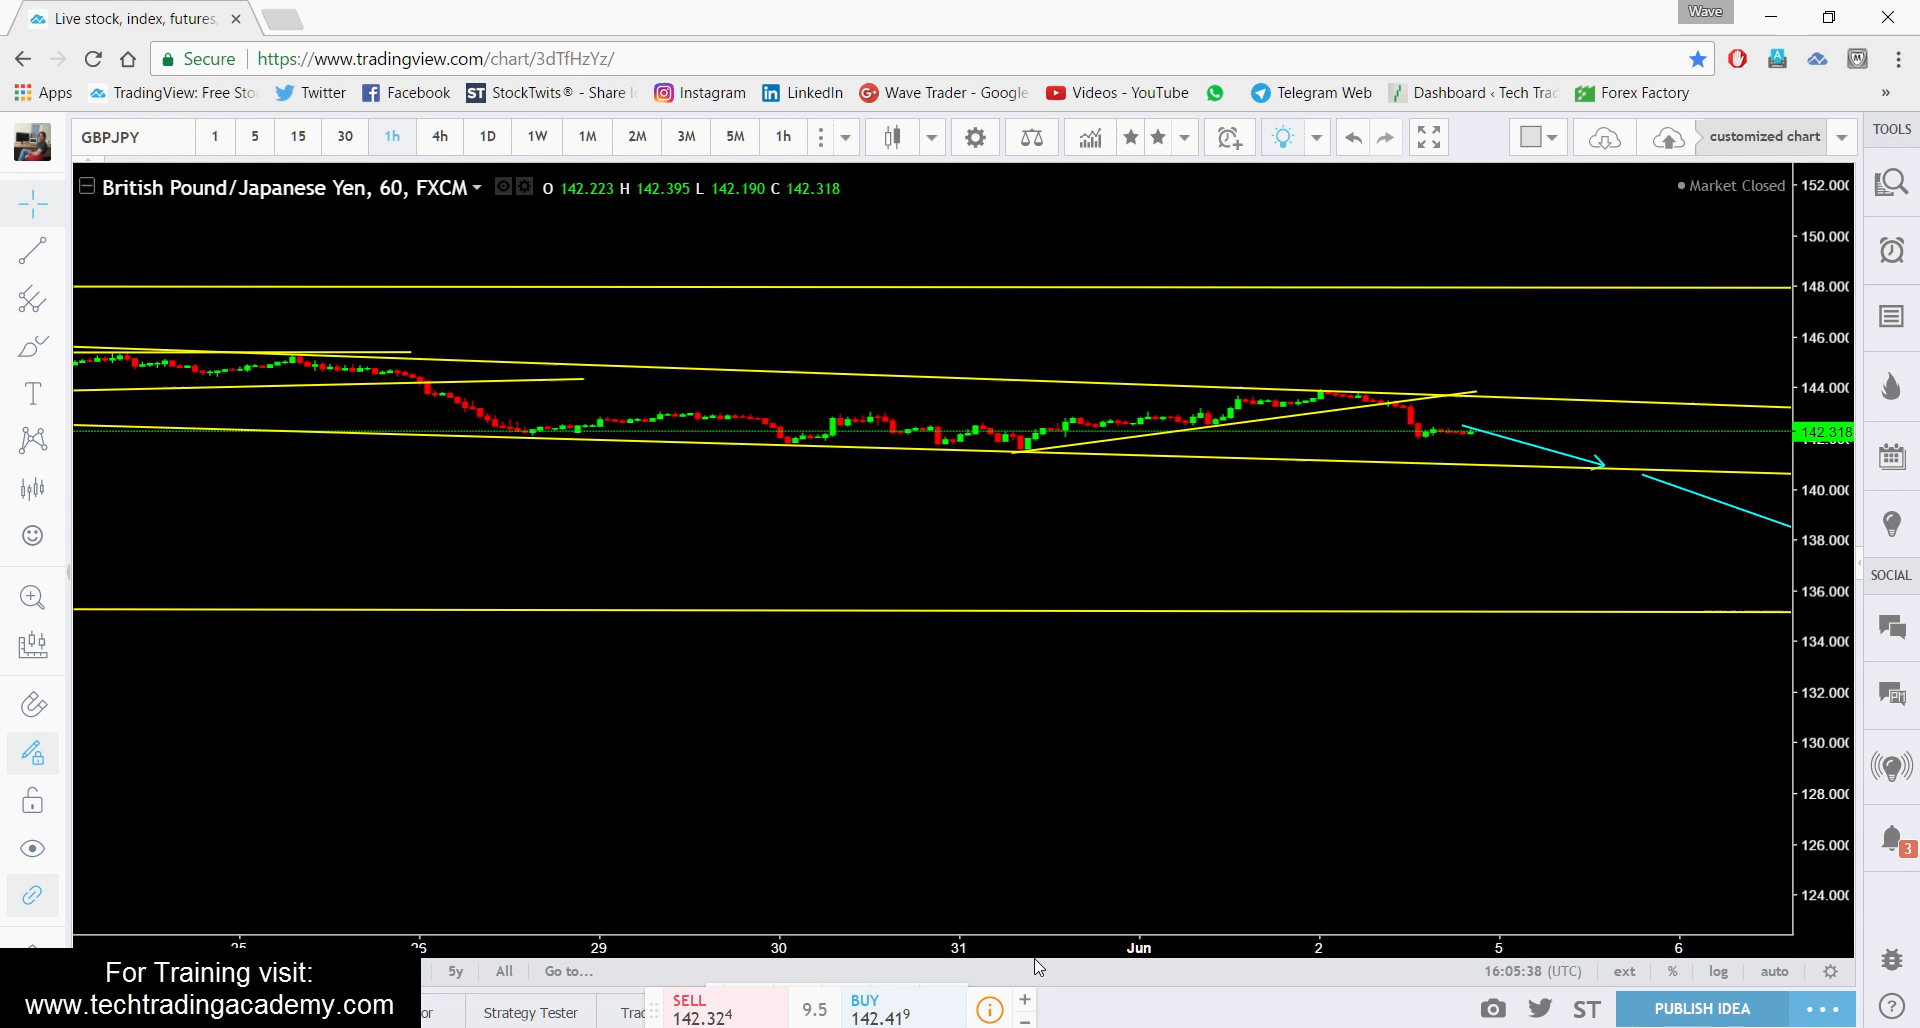 Live stock, index, futures,
Wave
Secure https://www.tradingview.com/chart/3dTfHzYz/
Apps TradingView: Free Sto Twitter Facebook ST StockTwits® - Share Instagram LinkedIn Wave Trader - Google Videos - YouTube Telegram Web Dashboard ‹ Tech Tra Forex Factory »
GBPJPY 1 5 15 30 1h 4h 1D 1W 1M 2M 3M 5M 1h customized chart TOOLS
British Pound/Japanese Yen, 60, FXCM O 142.223 H 142.395 L 142.190 C 142.318 Market Closed
152.000
150.000
148.000
146.000
144.000
142.318
140.000
138.000
SOCIAL
136.000
134.000
132.000
130.000
128.000
126.000
3
124.000
25 26 29 30 31 Jun 2 5 6
5y All Go to... 16:05:38 (UTC) ext % log auto
For Training visit:
www.techtradingacademy.com
or Strategy Tester Trac
SELL
142.324
9.5
BUY
142.419
ST PUBLISH IDEA